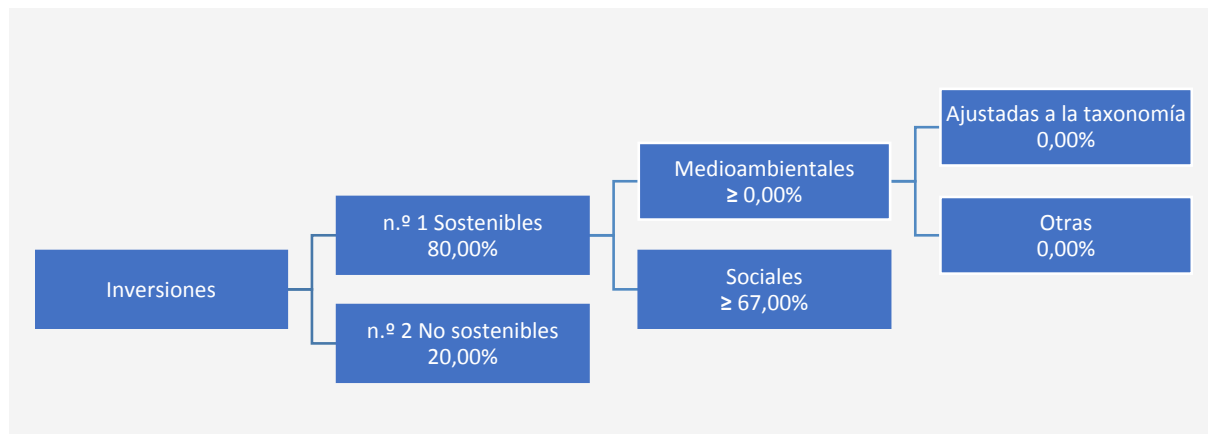 Inversiones
n.º 1 Sostenibles
80,00%
n.º 2 No sostenibles
20,00%
Medioambientales
≥ 0,00%
Sociales
≥ 67,00%
Ajustadas a la taxonomía
0,00%
Otras
0,00%